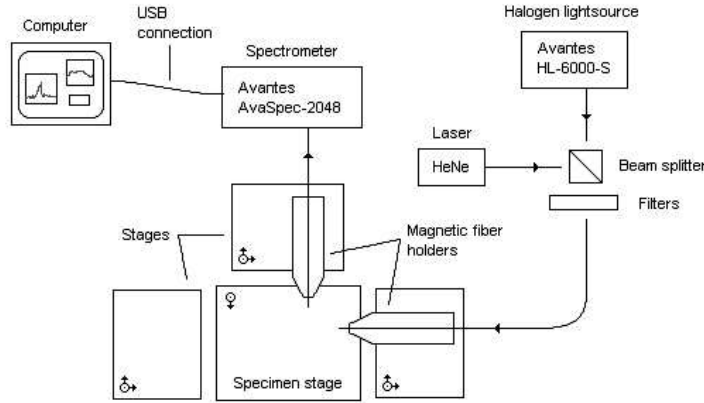 Computer
USB
connection
Spectrometer
Avantes
AvaSpec-2048
Halogen lightsource
Avantes
HL-6000-S
Laser
HeNe
Beam splitter
Filters
Stages
Magnetic fiber
holders
Specimen stage